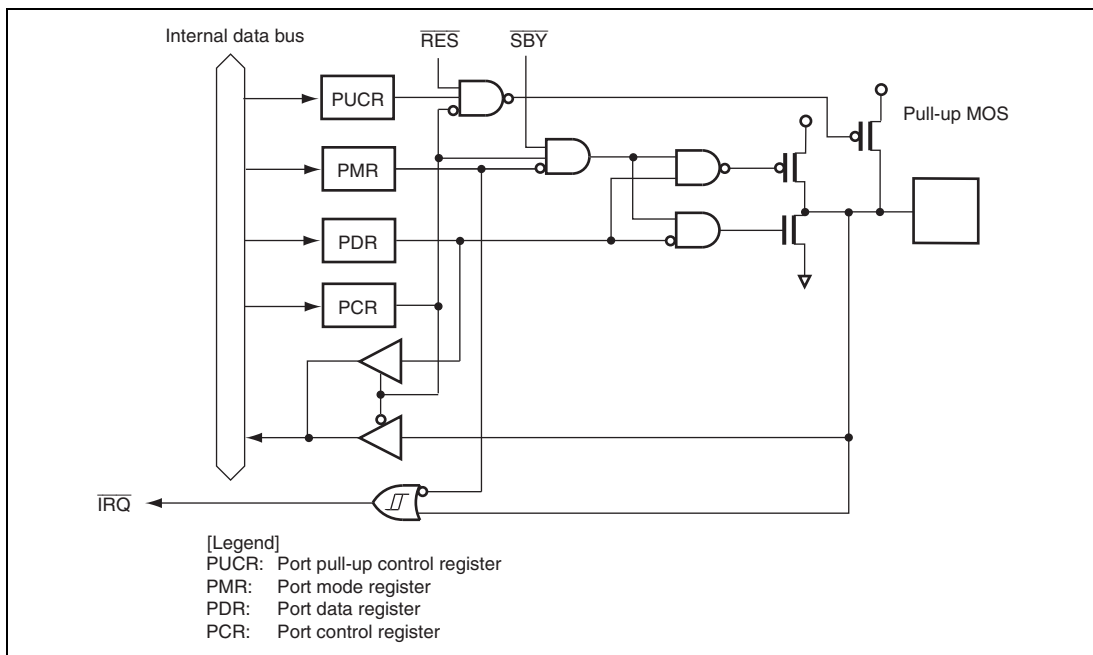 Internal data bus
RES
SBY
PUCR
Pull-up MOS
PMR
PDR
PCR
IRQ
[Legend]
PUCR: Port pull-up control register
PMR: Port mode register
PDR: Port data register
PCR: Port control register